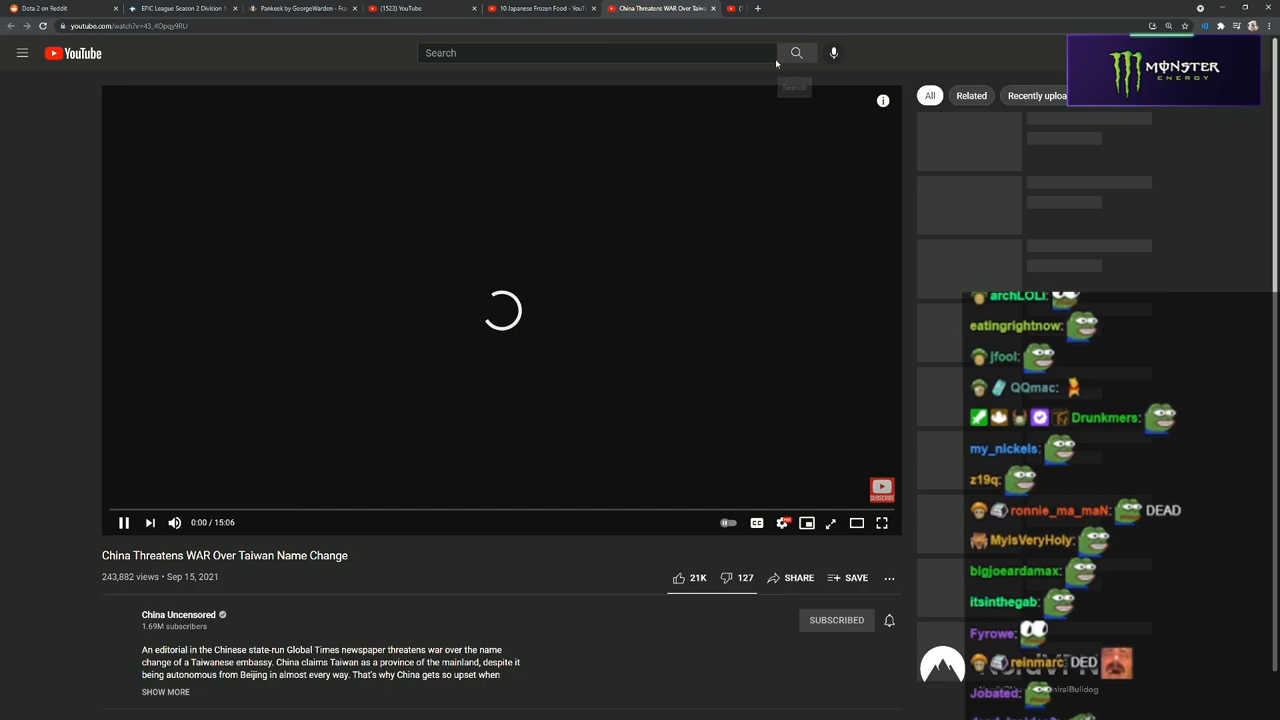 Dota 2 on Reddit
EPIC League Season 2 Division 1
Pankeek by GeorgeWarden - Fra
(1523) YouTube
10 Japanese Frozen Food - YouT
China Threatens WAR Over Taiwa
youtube.com/watch?v=43_4Opqy9RU
YouTube
Search
Search
MONSTER
ENERGY
All
Related
Recently uploa
archLOLi:
eatingrightnow:
jfool:
QQmac:
Drunkmers:
my_nickels:
z19q:
SUBSCRIBE
ronnie_ma_maN: DEAD
0:00 / 15:06
CC
MyIsVeryHoly:
China Threatens WAR Over Taiwan Name Change
bigjoeardamax:
243,882 views • Sep 15, 2021
21K
127
SHARE
SAVE
itsinthegab:
China Uncensored
1.69M subscribers
SUBSCRIBED
Fyrowe:
An editorial in the Chinese state-run Global Times newspaper threatens war over the name
change of a Taiwanese embassy. China claims Taiwan as a province of the mainland, despite it
being autonomous from Beijing in almost every way. That's why China gets so upset when
reinmarc: DED
SHOW MORE
Jobated: